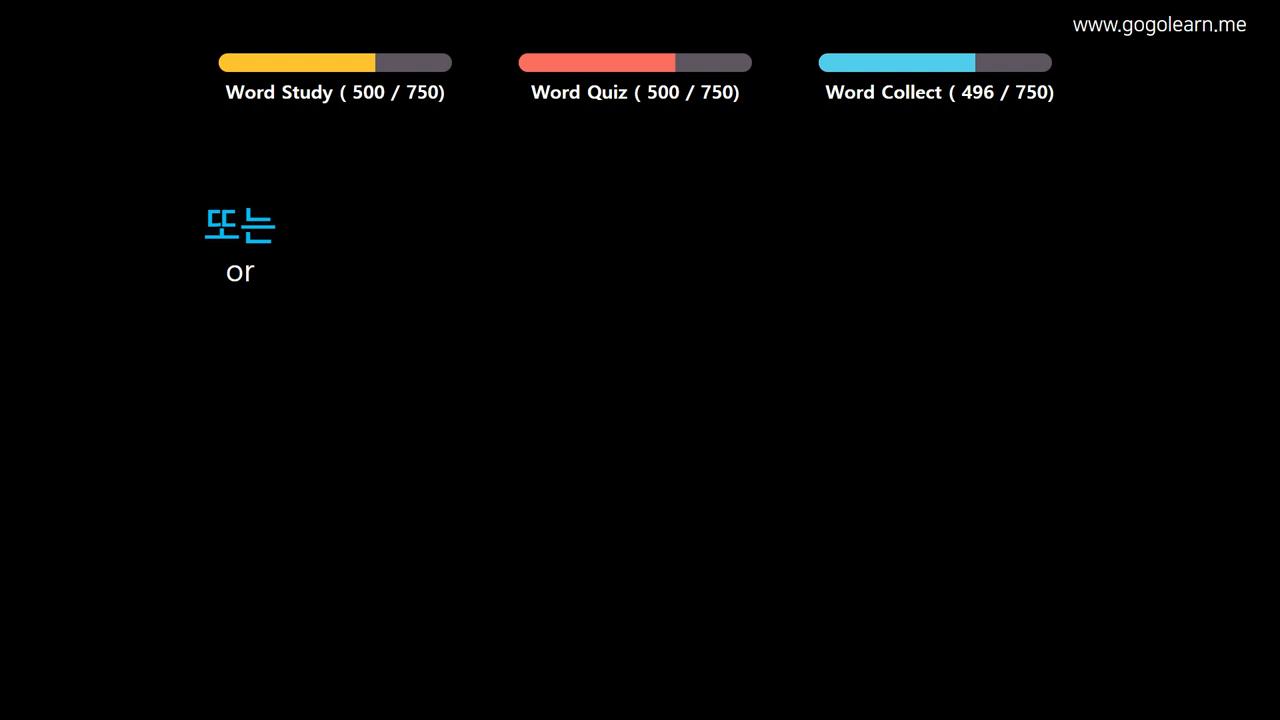 www.gogolearn.me
Word Study ( 500 / 750)
Word Quiz ( 500 / 750)
Word Collect ( 496 / 750)
또는
or